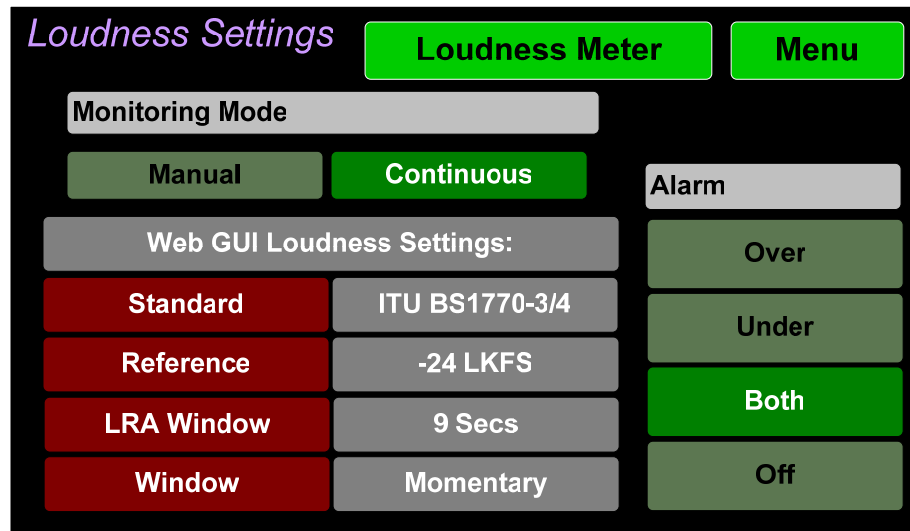 Loudness Settings
Loudness Meter
Menu
Monitoring Mode
Manual
Continuous
Alarm
Web GUI Loudness Settings:
Over
Standard
ITU BS1770-3/4
Under
Reference
-24 LKFS
Both
LRA Window
9 Secs
Off
Window
Momentary